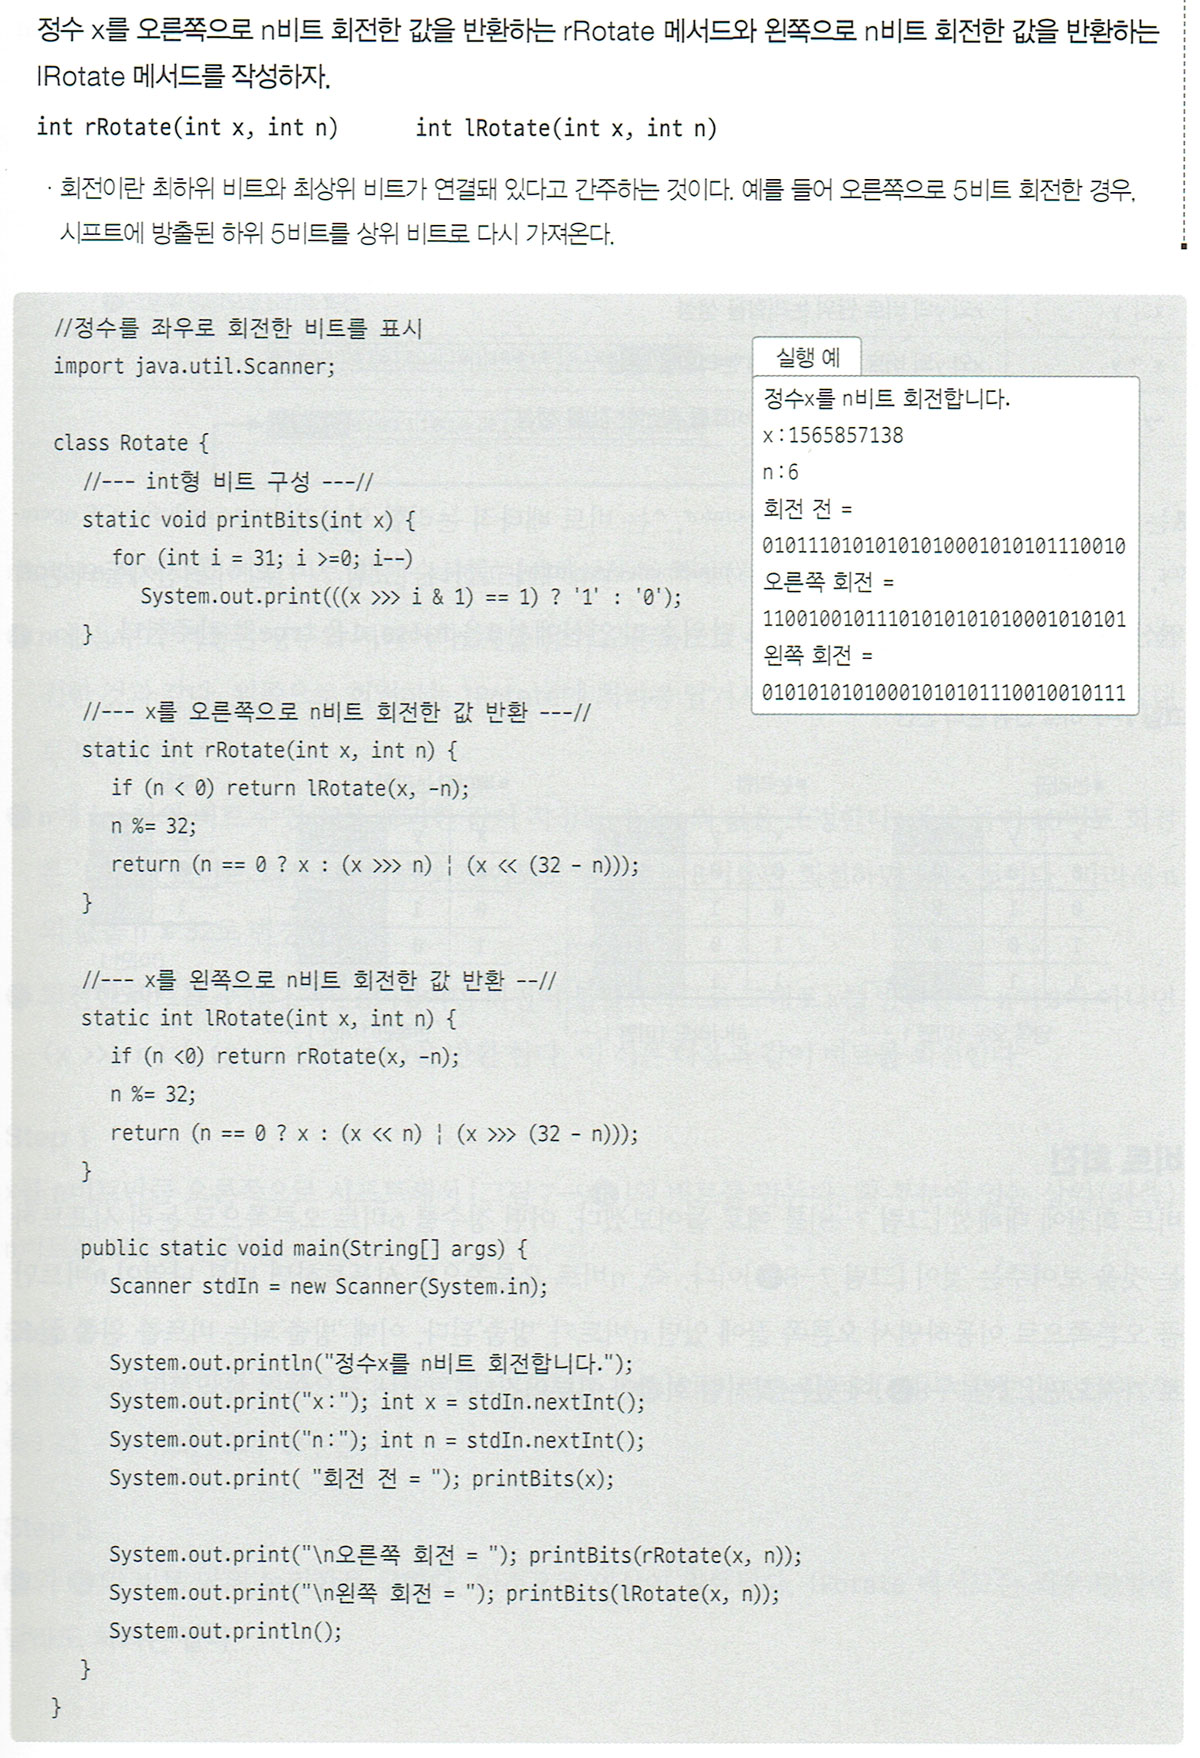 정수 x를 오른쪽으로 n비트 회전한 값을 반환하는 rRotate 메서드와 왼쪽으로 n비트 회전한 값을 반환하는
lRotate 메서드를 작성하자.
int rRotate(int x, int n) int lRotate(int x, int n)
· 회전이란 최하위 비트와 최상위 비트가 연결돼 있다고 간주하는 것이다. 예를 들어 오른쪽으로 5비트 회전한 경우,
시프트에 방출된 하위 5비트를 상위 비트로 다시 가져온다.
//정수를 좌우로 회전한 비트를 표시
import java.util.Scanner;
class Rotate {
//--- int형 비트 구성 ---//
static void printBits(int x) {
for (int i = 31; i >=0; i--)
System.out.print(((x >>> i & 1) == 1) ? '1' : '0');
}
//--- x를 오른쪽으로 n비트 회전한 값 반환 ---//
static int rRotate(int x, int n) {
if (n < 0) return lRotate(x, -n);
n %= 32;
return (n == 0 ? x : (x >>> n) ¦ (x << (32 - n)));
}
//--- x를 왼쪽으로 n비트 회전한 값 반환 --//
static int lRotate(int x, int n) {
if (n <0) return rRotate(x, -n);
n %= 32;
return (n == 0 ? x : (x << n) ¦ (x >>> (32 - n)));
}
public static void main(String[] args) {
Scanner stdIn = new Scanner(System.in);
System.out.println("정수x를 n비트 회전합니다.");
System.out.print("x:"); int x = stdIn.nextInt();
System.out.print("n:"); int n = stdIn.nextInt();
System.out.print( "회전 전 = "); printBits(x);
System.out.print("\n오른쪽 회전 = "); printBits(rRotate(x, n));
System.out.print("\n왼쪽 회전 = "); printBits(lRotate(x, n));
System.out.println();
}
}
실행 예
정수x를 n비트 회전합니다.
x:1565857138
n:6
회전 전 =
01011101010101010001010101110010
오른쪽 회전 =
11001001011101010101010001010101
왼쪽 회전 =
01010101010001010101110010010111